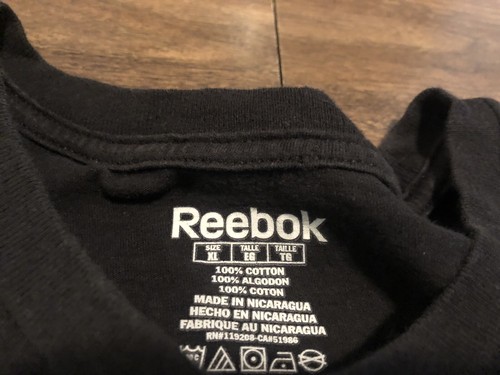 Reebok
SIZE TALLE TAILLE
XL EG TG
100% COTTON
100% ALGODON
100% COTON
MADE IN NICARAGUA
HECHO EN NICARAGUA
FABRIQUE AU NICARAGUA
RN#119208-CA#51986